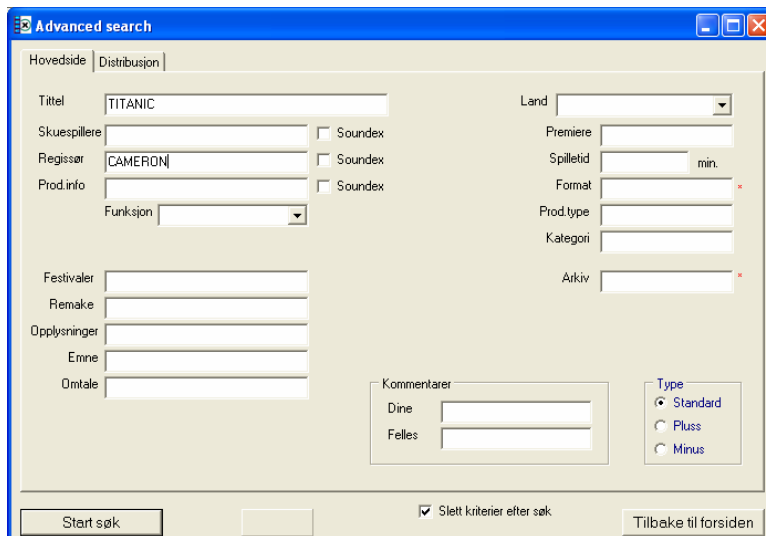 Advanced search
Hovedside Distribusjon
Tittel TITANIC
Land
Skuespillere Soundex
Premiere
Regissør CAMERON Soundex
Spilletid min.
Prod.info Soundex
Format *
Funksjon
Prod.type
Kategori
Festivaler
Arkiv *
Remake
Opplysninger
Emne
Omtale
Kommentarer
Dine
Felles
Type
Standard
Pluss
Minus
Start søk
Slett kriterier efter søk
Tilbake til forsiden